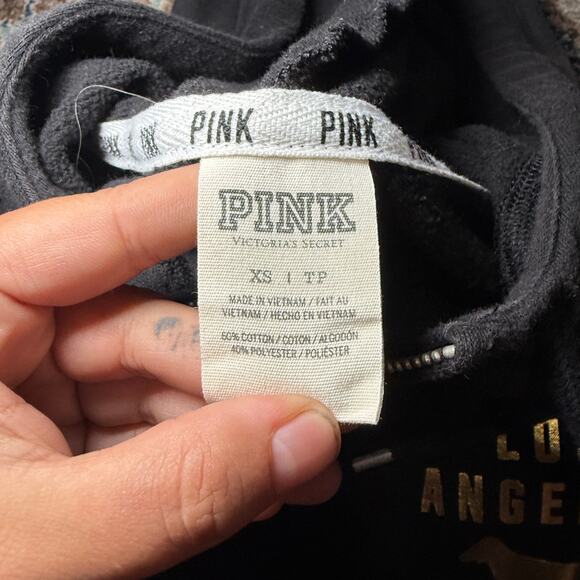 PINK PINK
PINK
VICTORIA'S SECRET
XS | TP
MADE IN VIETNAM / FAIT AU
VIETNAM / HECHO EN VIETNAM
60% COTTON / COTON / ALGODÓN
40% POLYESTER / POLIÉSTER
LO
ANGE